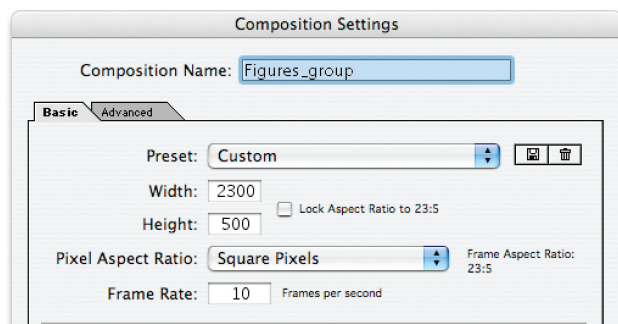 Composition Settings
Composition Name: Figures_group
Basic Advanced
Preset: Custom
Width: 2300
Lock Aspect Ratio to 23:5
Height: 500
Pixel Aspect Ratio: Square Pixels Frame Aspect Ratio:
23:5
Frame Rate: 10 Frames per second